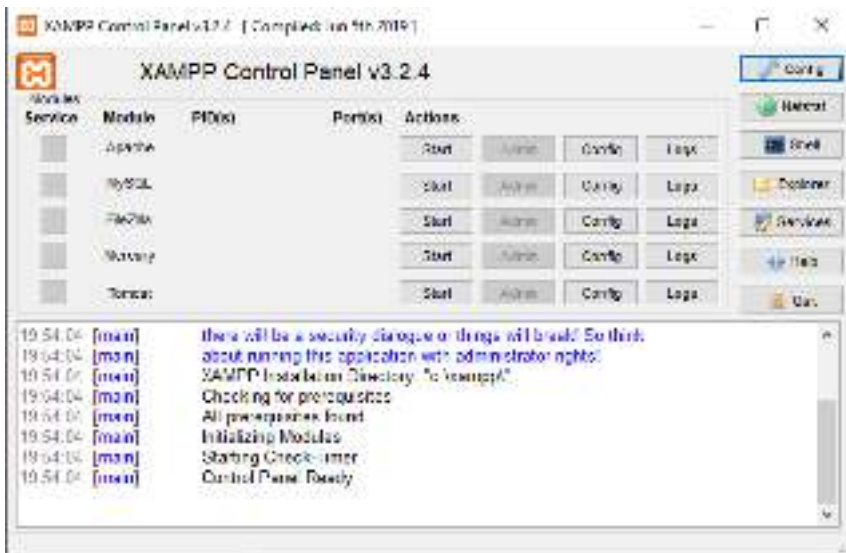 XAMPP Control Panel v3.2.4 [ Compiled: Jun 5th 2019 ]
XAMPP Control Panel v3.2.4
Config
Modules
Service Module PID(s) Port(s) Actions
Netstat
Apache Start Admin Config Logs
Shell
MySQL Start Admin Config Logs
Explorer
FileZilla Start Admin Config Logs
Services
Mercury Start Admin Config Logs
Help
Tomcat Start Admin Config Logs
Quit
19:54:04 [main] there will be a security dialogue or things will break! So think
19:54:04 [main] about running this application with administrator rights!
19:54:04 [main] XAMPP Installation Directory: "c:\xampp\"
19:54:04 [main] Checking for prerequisites
19:54:04 [main] All prerequisites found
19:54:04 [main] Initializing Modules
19:54:04 [main] Starting Check-Timer
19:54:04 [main] Control Panel Ready